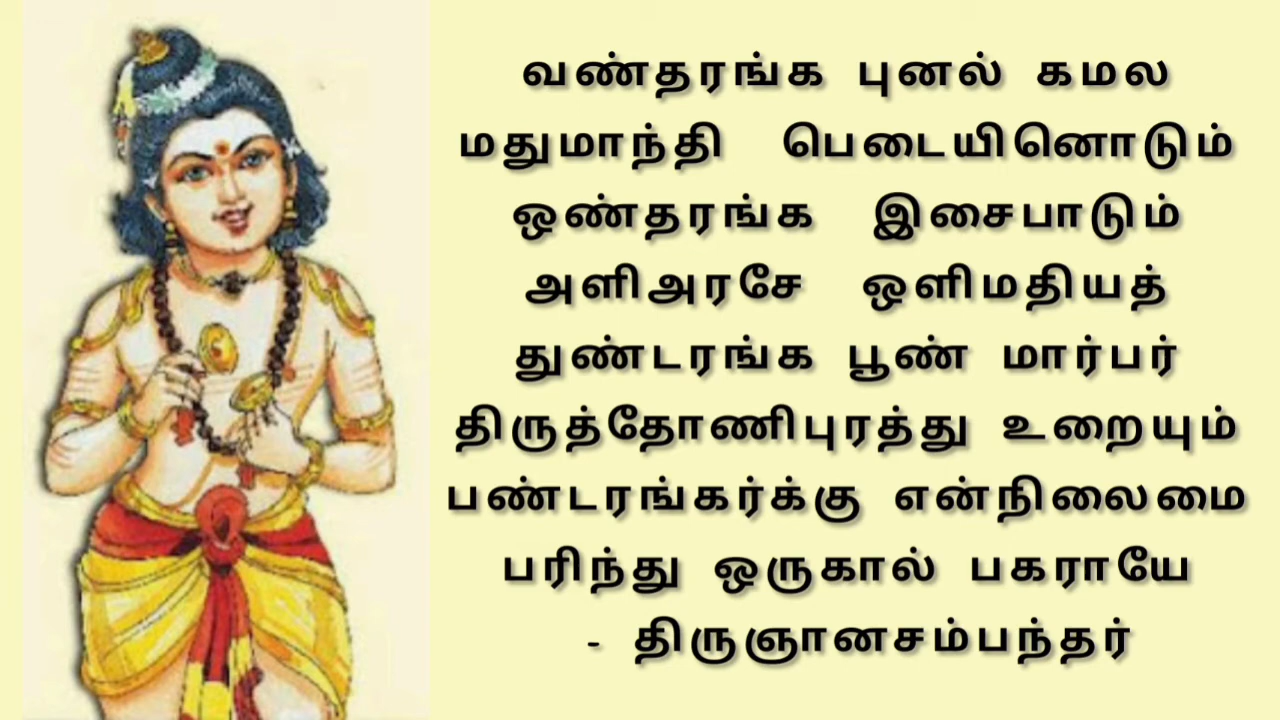 வண்தரங்க புனல் கமல
மதுமாந்தி பெடையினொடும்
ஒண்தரங்க இசைபாடும்
அளிஅரசே ஒளிமதியத்
துண்டரங்க பூண் மார்பர்
திருத்தோணிபுரத்து உறையும்
பண்டரங்கர்க்கு என்நிலைமை
பரிந்து ஒருகால் பகராயே
- திருஞானசம்பந்தர்